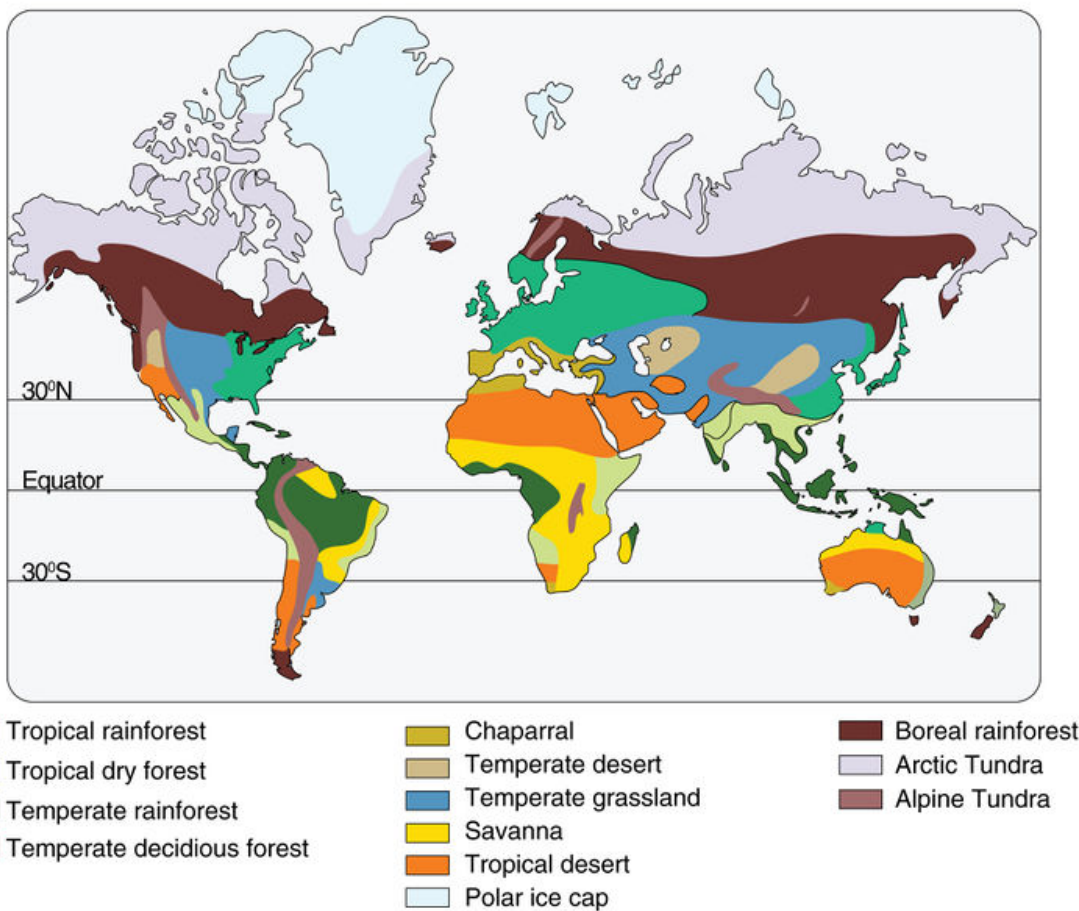 30⁰N
Equator
30⁰S
Tropical rainforest
Tropical dry forest
Temperate rainforest
Temperate decidious forest
Chaparral
Temperate desert
Temperate grassland
Savanna
Tropical desert
Polar ice cap
Boreal rainforest
Arctic Tundra
Alpine Tundra